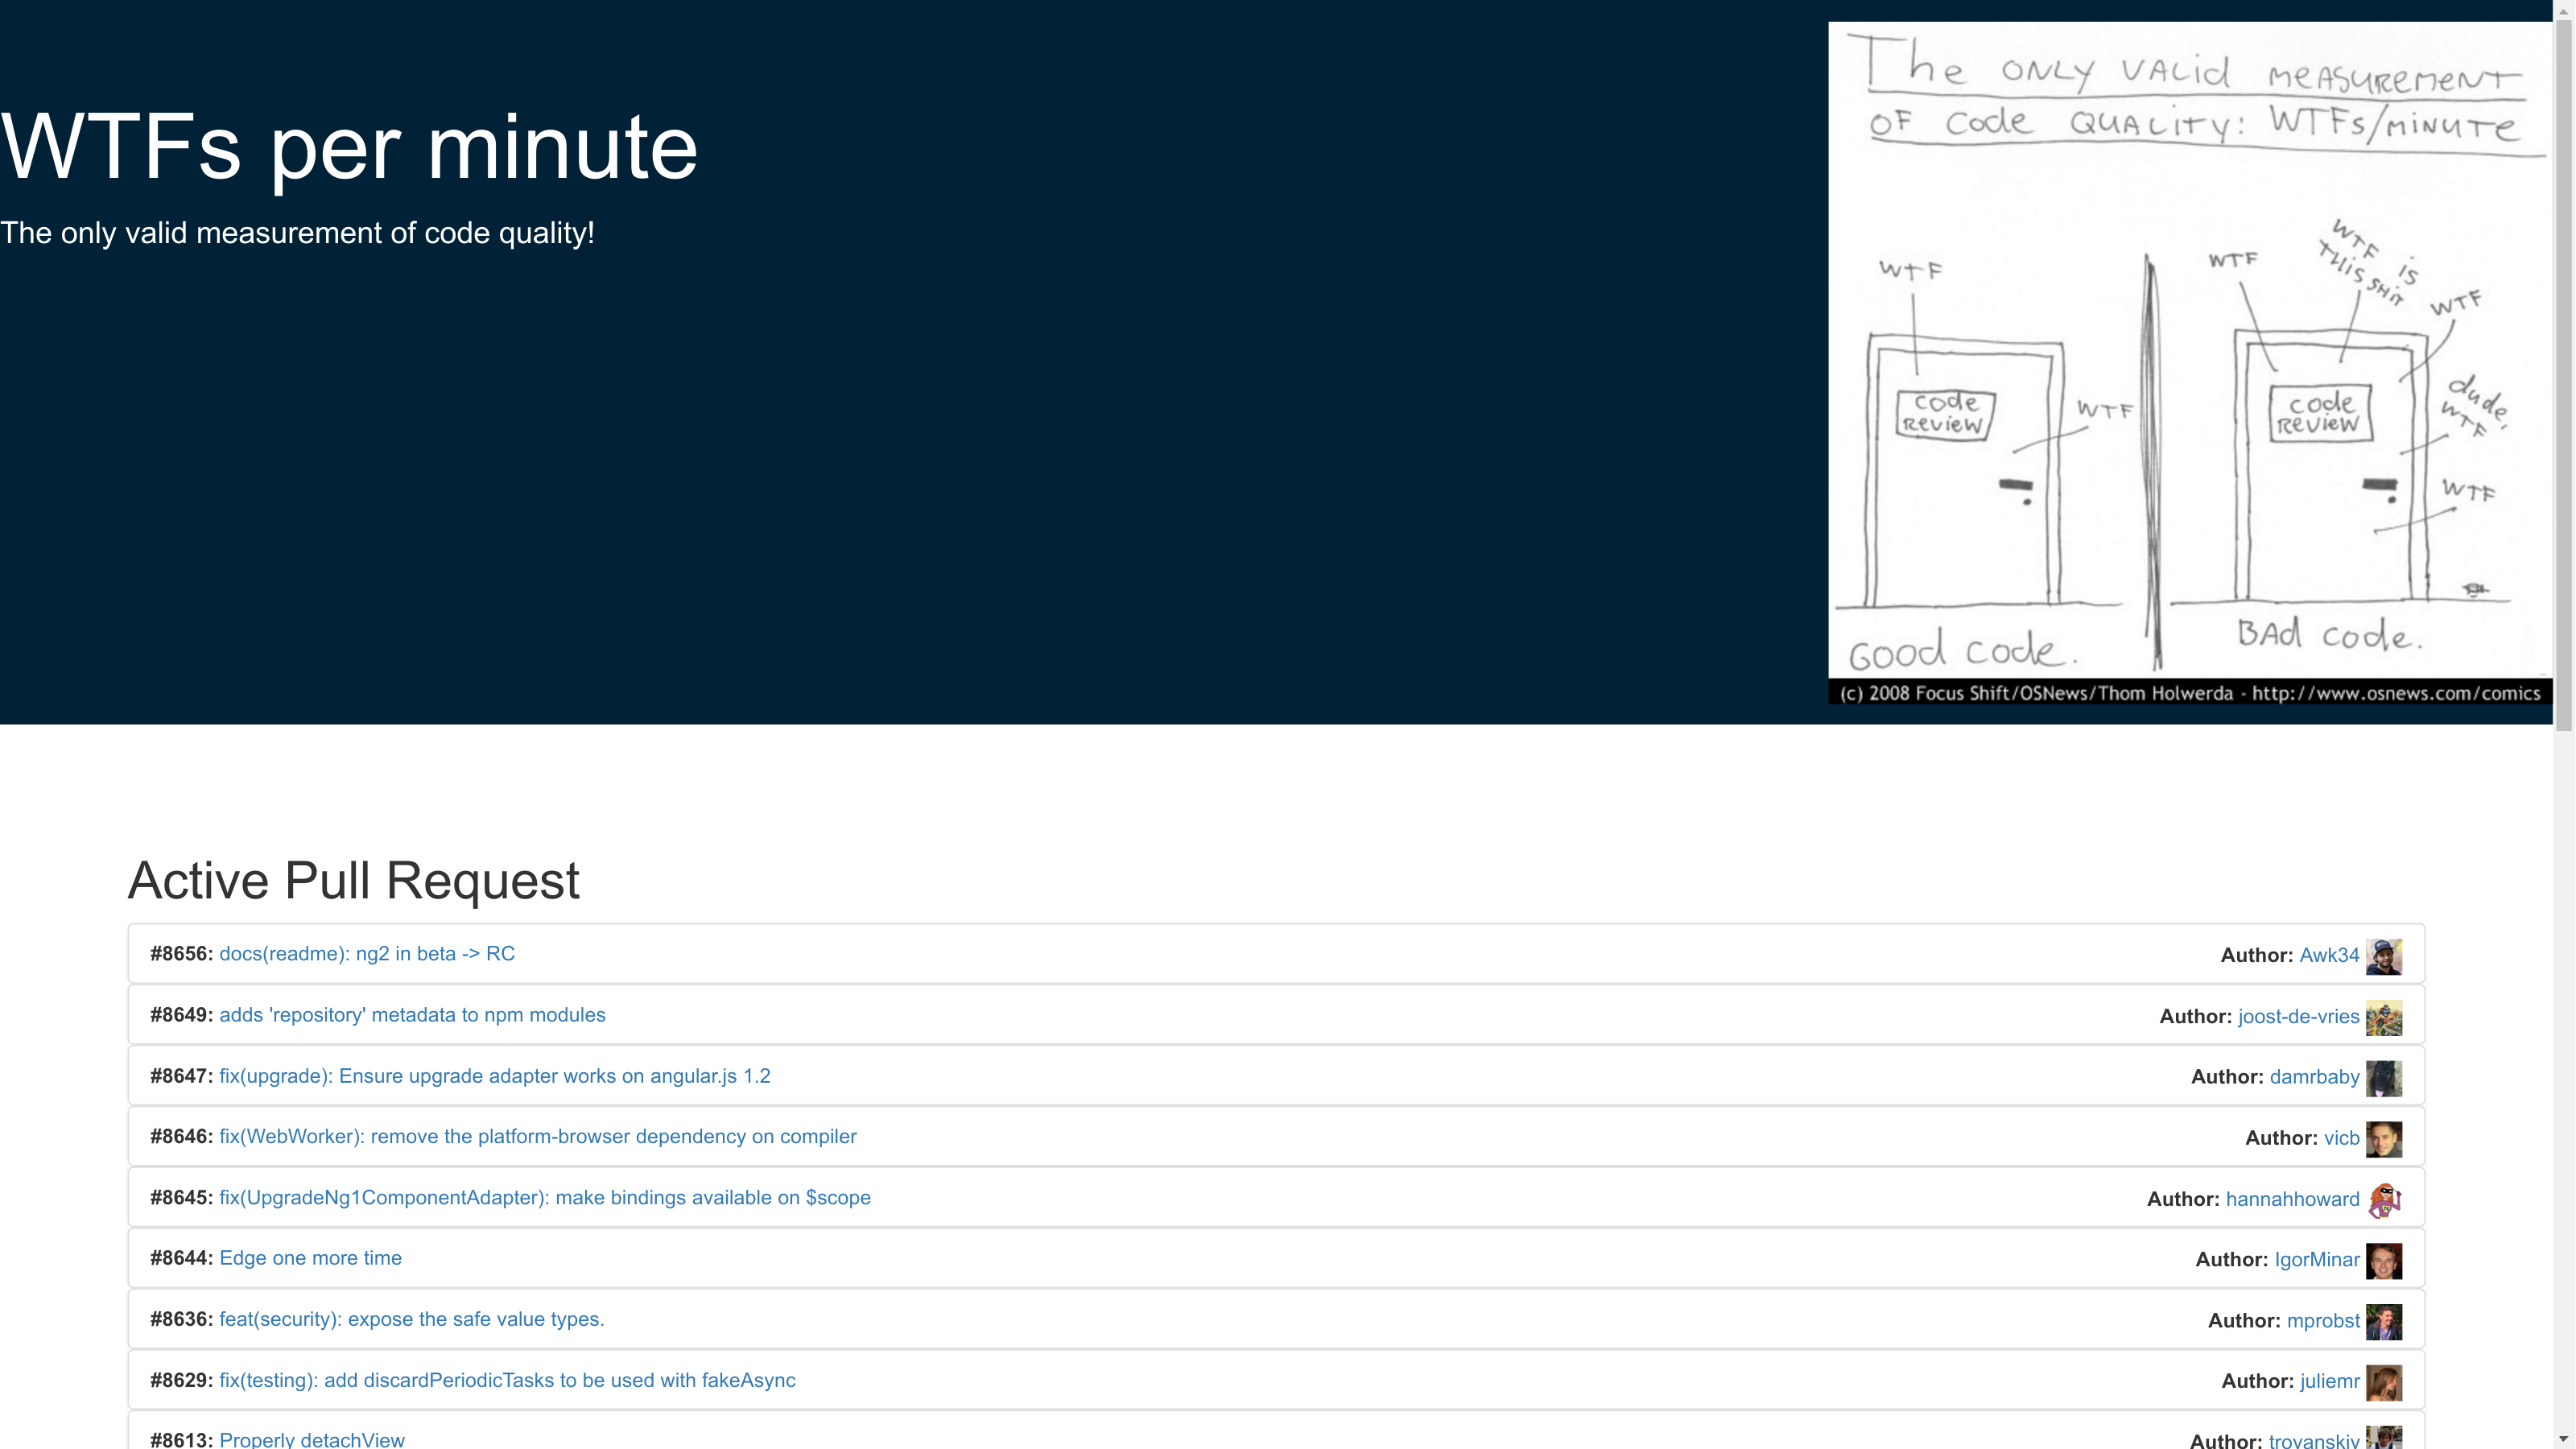 WTFs per minute
The only valid measurement of code quality!
The ONLY VALid meASUREMENT
OF Code QUALITY: WTFs/MINUTE
WTF
WTF
WTF IS
THIS SHIT
WTF
dude,
WTF
WTF
WTF
code
REVIEW
code
REVIEW
GOOD code.
BAd code.
(c) 2008 Focus Shift/OSNews/Thom Holwerda - http://www.osnews.com/comics
Active Pull Request
#8656: docs(readme): ng2 in beta -> RC Author: Awk34
#8649: adds 'repository' metadata to npm modules Author: joost-de-vries
#8647: fix(upgrade): Ensure upgrade adapter works on angular.js 1.2 Author: damrbaby
#8646: fix(WebWorker): remove the platform-browser dependency on compiler Author: vicb
#8645: fix(UpgradeNg1ComponentAdapter): make bindings available on $scope Author: hannahhoward
#8644: Edge one more time Author: IgorMinar
#8636: feat(security): expose the safe value types. Author: mprobst
#8629: fix(testing): add discardPeriodicTasks to be used with fakeAsync Author: juliemr
#8613: Properly detachView Author: troyanskiy